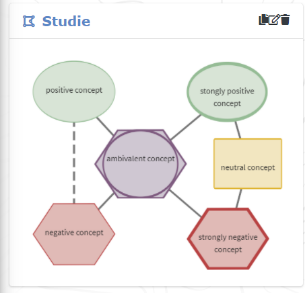 Studie
positive concept
stongly positive
concept
ambivalent concept
neutral concept
negative concept
strongly negative
concept